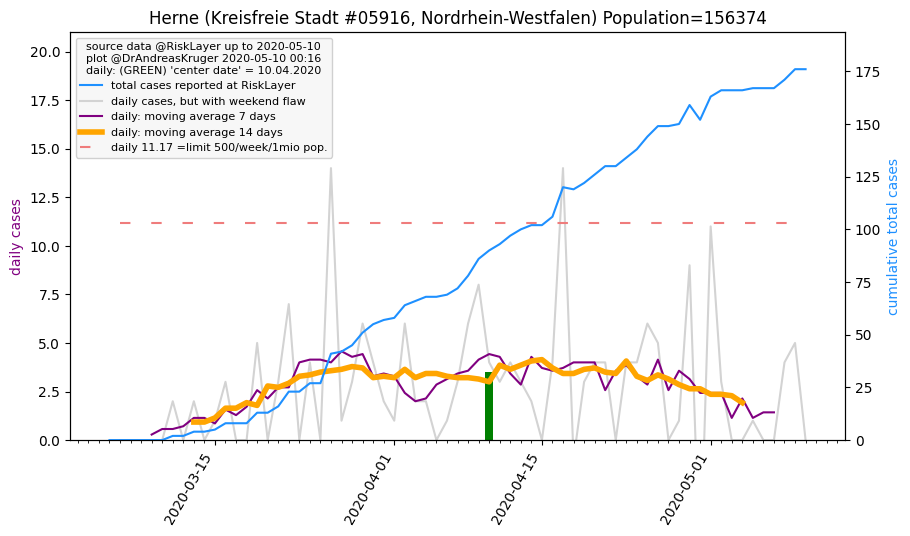 Herne (Kreisfreie Stadt #05916, Nordrhein-Westfalen) Population=156374
source data @RiskLayer up to 2020-05-10
plot @DrAndreasKruger 2020-05-10 00:16
daily: (GREEN) 'center date' = 10.04.2020
total cases reported at RiskLayer
daily cases, but with weekend flaw
daily: moving average 7 days
daily: moving average 14 days
daily 11.17 =limit 500/week/1mio pop.
daily cases
20.0
17.5
15.0
12.5
10.0
7.5
5.0
2.5
0.0
cumulative total cases
175
150
125
100
75
50
25
0
2020-03-15
2020-04-01
2020-04-15
2020-05-01